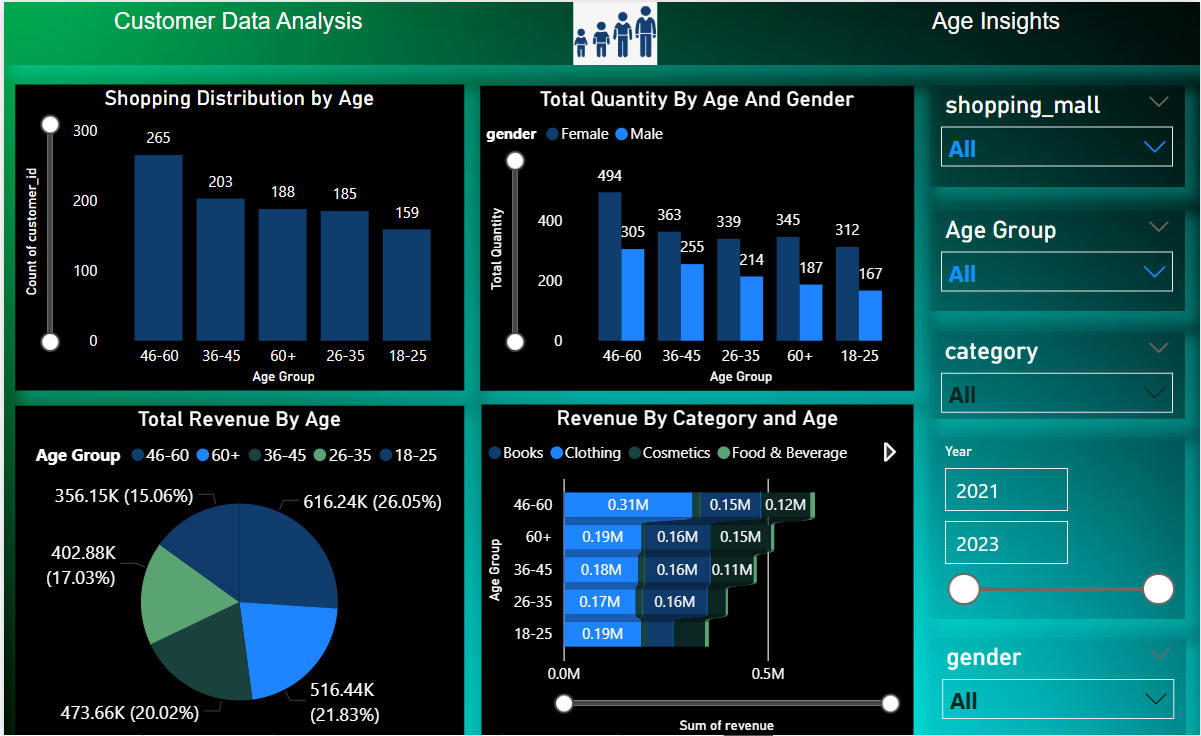 Customer Data Analysis
Age Insights
Shopping Distribution by Age
Count of customer_id
300
200
100
0
265
203
188
185
159
46-60 36-45 60+ 26-35 18-25
Age Group
Total Quantity By Age And Gender
gender Female Male
Total Quantity
400
200
0
494
305
363
255
339
214
345
187
312
167
46-60 36-45 26-35 60+ 18-25
Age Group
Total Revenue By Age
Age Group 46-60 60+ 36-45 26-35 18-25
356.15K (15.06%)
616.24K (26.05%)
402.88K
(17.03%)
473.66K (20.02%)
516.44K
(21.83%)
Revenue By Category and Age
Books Clothing Cosmetics Food & Beverage
Age Group
46-60 0.31M 0.15M 0.12M
60+ 0.19M 0.16M 0.15M
36-45 0.18M 0.16M 0.11M
26-35 0.17M 0.16M
18-25 0.19M
0.0M 0.5M
Sum of revenue
shopping_mall
All
Age Group
All
category
All
Year
2021
2023
gender
All